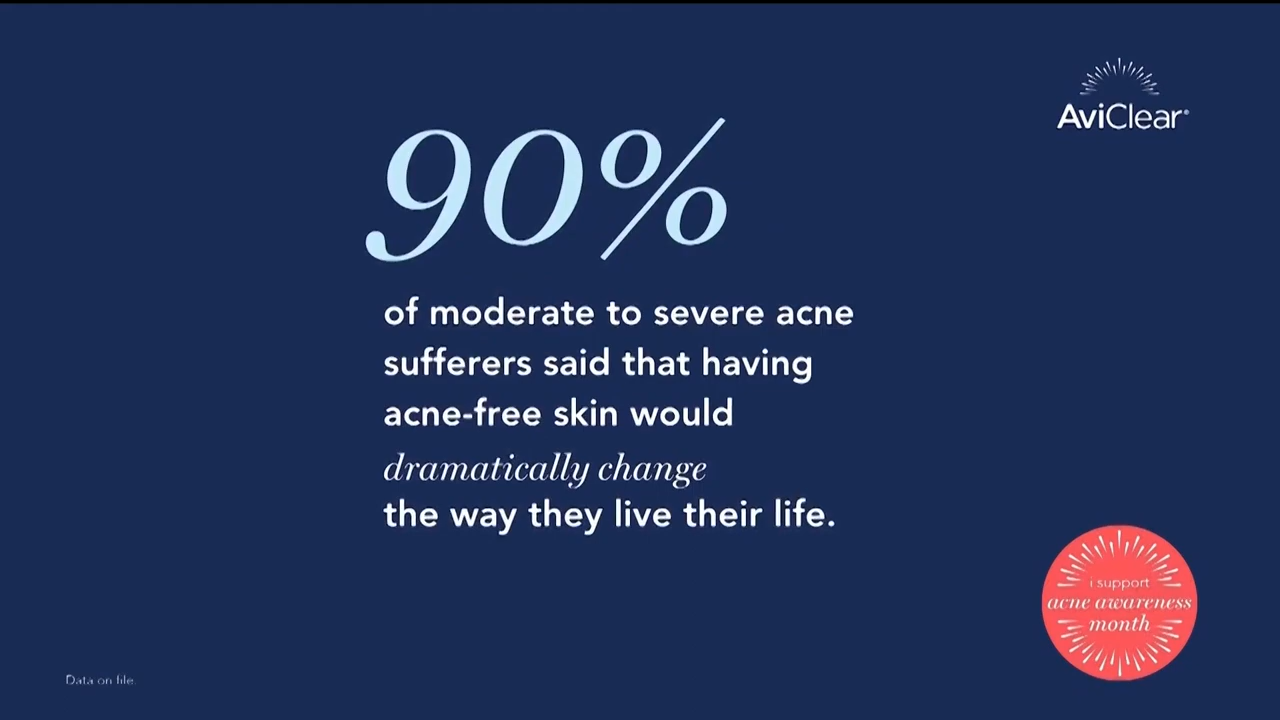 AviClear®
90%
of moderate to severe acne
sufferers said that having
acne-free skin would
dramatically change
the way they live their life.
i support
acne awareness
month
Data on file.